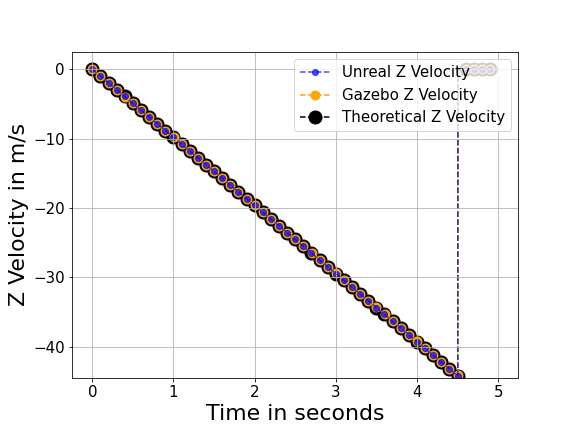 Unreal Z Velocity
Gazebo Z Velocity
Theoretical Z Velocity
Z Velocity in m/s
0
−10
−20
−30
−40
0 1 2 3 4 5
Time in seconds